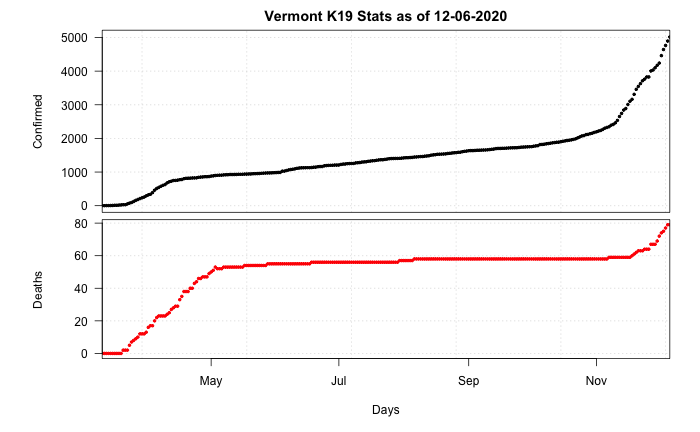 Vermont K19 Stats as of 12-06-2020
5000
4000
3000
2000
1000
0
Confirmed
80
60
40
20
0
Deaths
May Jul Sep Nov
Days